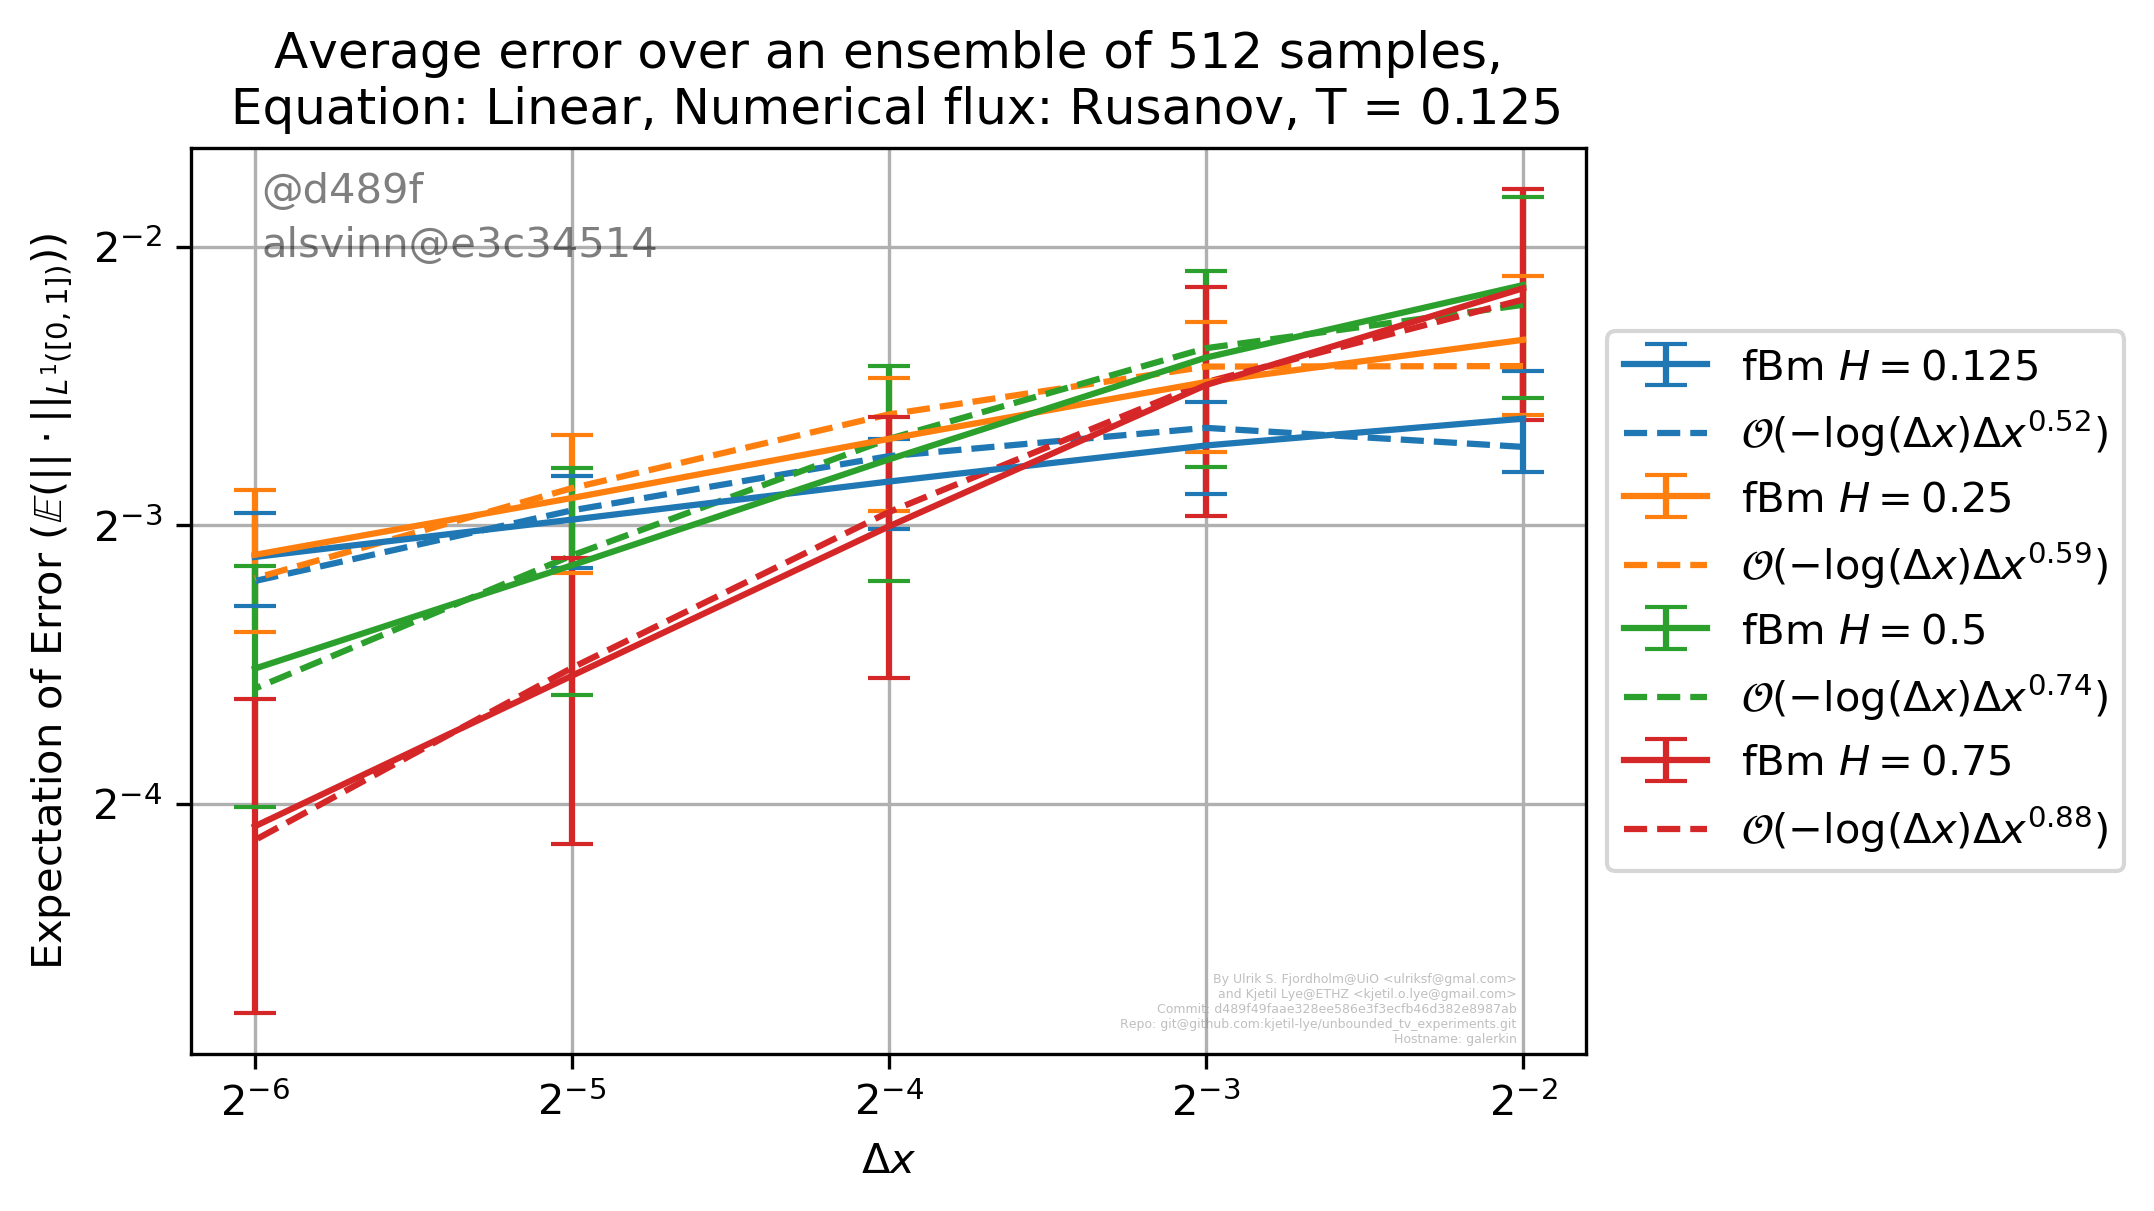 Average error over an ensemble of 512 samples,
Equation: Linear, Numerical flux: Rusanov, T = 0.125
@d489f
alsvinn@e3c34514
Expectation of Error (𝔼(||·||_{L^1([0,1])}))
2^{-2}
2^{-3}
2^{-4}
2^{-6}
2^{-5}
2^{-4}
2^{-3}
2^{-2}
Δx
fBm H = 0.125
𝒪(−log(Δx)Δx^{0.52})
fBm H = 0.25
𝒪(−log(Δx)Δx^{0.59})
fBm H = 0.5
𝒪(−log(Δx)Δx^{0.74})
fBm H = 0.75
𝒪(−log(Δx)Δx^{0.88})
By Ulrik S. Fjordholm@UiO <ulriksf@gmal.com>
and Kjetil Lye@ETHZ <kjetil.o.lye@gmail.com>
Commit: d489f49faae328ee586e3f3ecfb46d382e8987ab
Repo: git@github.com:kjetil-lye/unbounded_tv_experiments.git
Hostname: galerkin